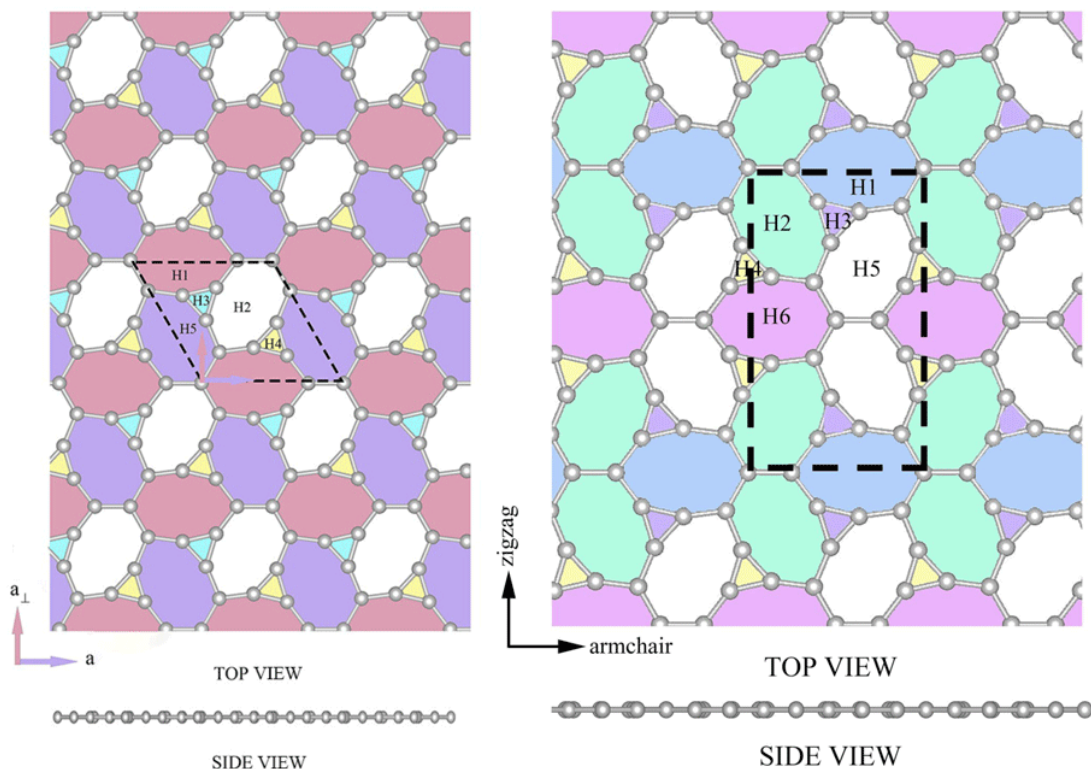 H1
H3
H2
H5
H4
a⊥
a
TOP VIEW
SIDE VIEW
H1
H2
H3
H4
H5
H6
zigzag
armchair
TOP VIEW
SIDE VIEW